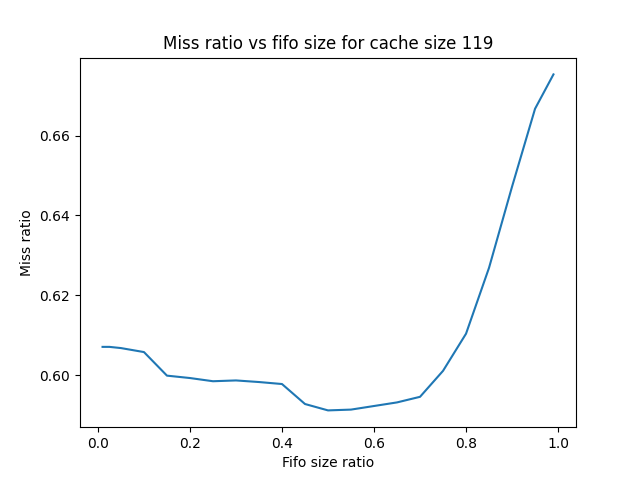 Miss ratio vs fifo size for cache size 119
Miss ratio
0.66
0.64
0.62
0.60
0.0 0.2 0.4 0.6 0.8 1.0
Fifo size ratio